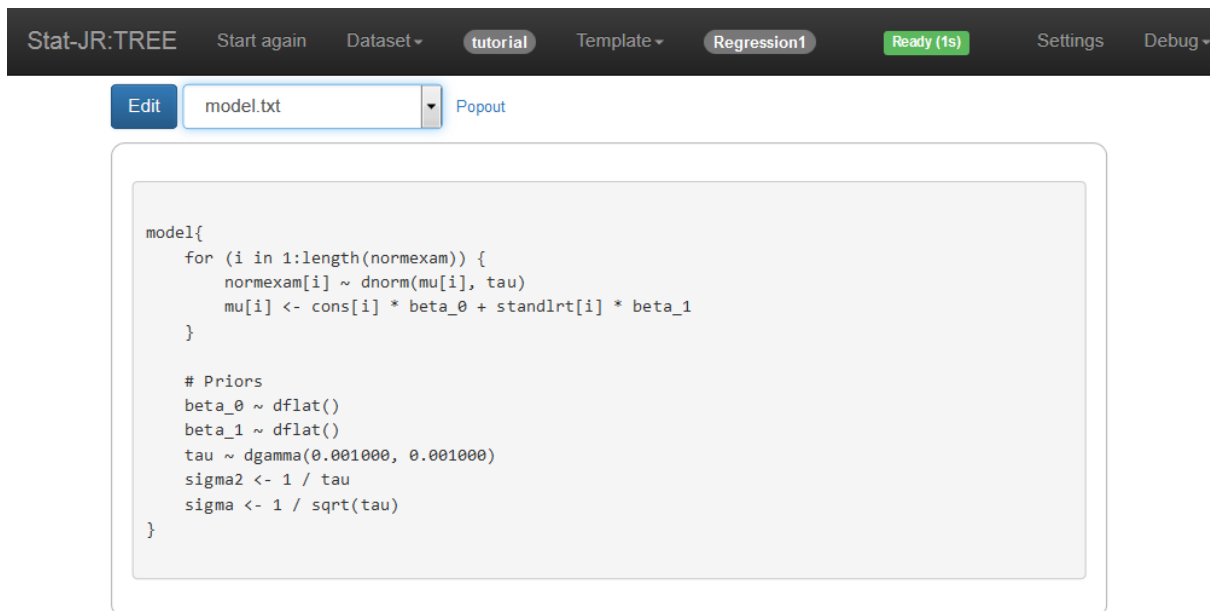 Stat-JR:TREE Start again Dataset tutorial Template Regression1 Ready (1s) Settings Debug
Edit model.txt Popout
model{
    for (i in 1:length(normexam)) {
        normexam[i] ~ dnorm(mu[i], tau)
        mu[i] <- cons[i] * beta_0 + standlrt[i] * beta_1
    }
    # Priors
    beta_0 ~ dflat()
    beta_1 ~ dflat()
    tau ~ dgamma(0.001000, 0.001000)
    sigma2 <- 1 / tau
    sigma <- 1 / sqrt(tau)
}